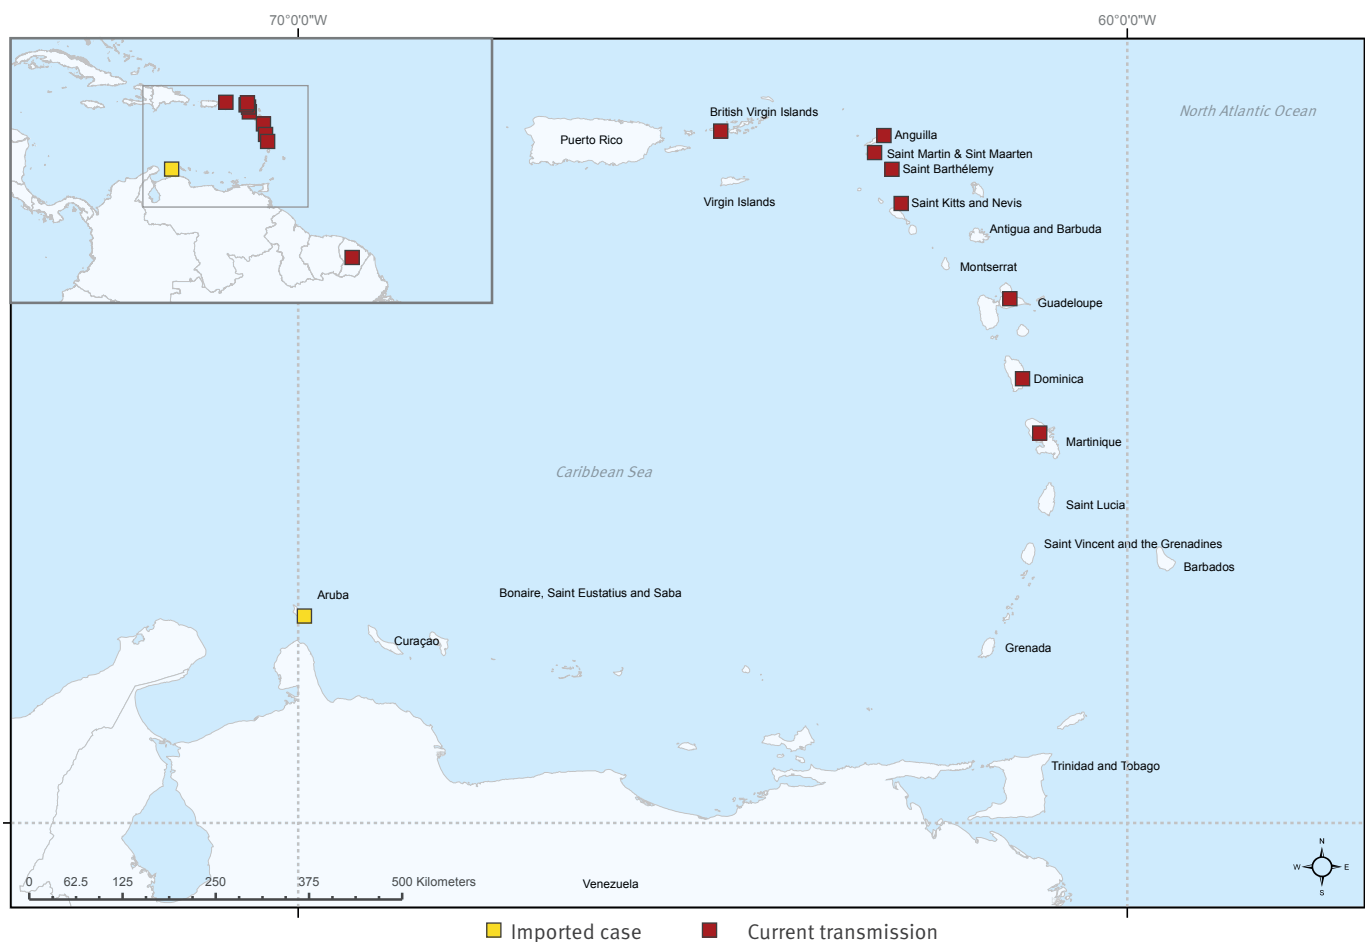 70°0'0"W
60°0'0"W
North Atlantic Ocean
British Virgin Islands
Puerto Rico
Anguilla
Saint Martin & Sint Maarten
Saint Barthélemy
Virgin Islands
Saint Kitts and Nevis
Antigua and Barbuda
Montserrat
Guadeloupe
Dominica
Martinique
Caribbean Sea
Saint Lucia
Saint Vincent and the Grenadines
Barbados
Aruba
Bonaire, Saint Eustatius and Saba
Curaçao
Grenada
Trinidad and Tobago
N
W E
S
0 62.5 125 250 375 500 Kilometers
Venezuela
Imported case Current transmission